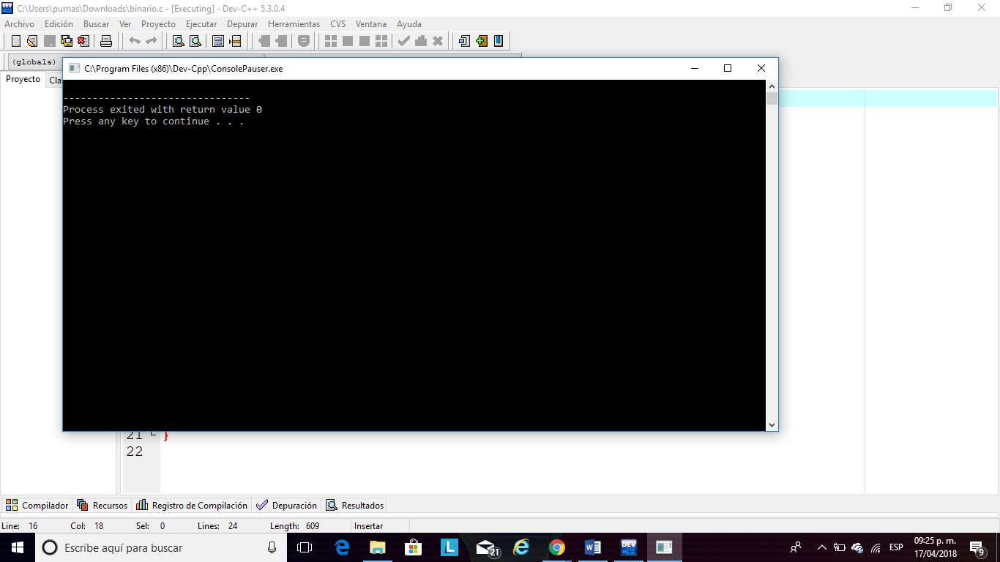 C:\Users\pumas\Downloads\binario.c - [Executing] - Dev-C++ 5.3.0.4
Archivo Edición Buscar Ver Proyecto Ejecutar Depurar Herramientas CVS Ventana Ayuda
(globals)
Proyecto Cla
C:\Program Files (x86)\Dev-Cpp\ConsolePauser.exe
--------------------------------
Process exited with return value 0
Press any key to continue . . .
21 }
22
Compilador Recursos Registro de Compilación Depuración Resultados
Line: 16 Col: 18 Sel: 0 Lines: 24 Length: 609 Insertar
Escribe aquí para buscar
L
21
W
DEV
ESP
09:25 p. m.
17/04/2018
9